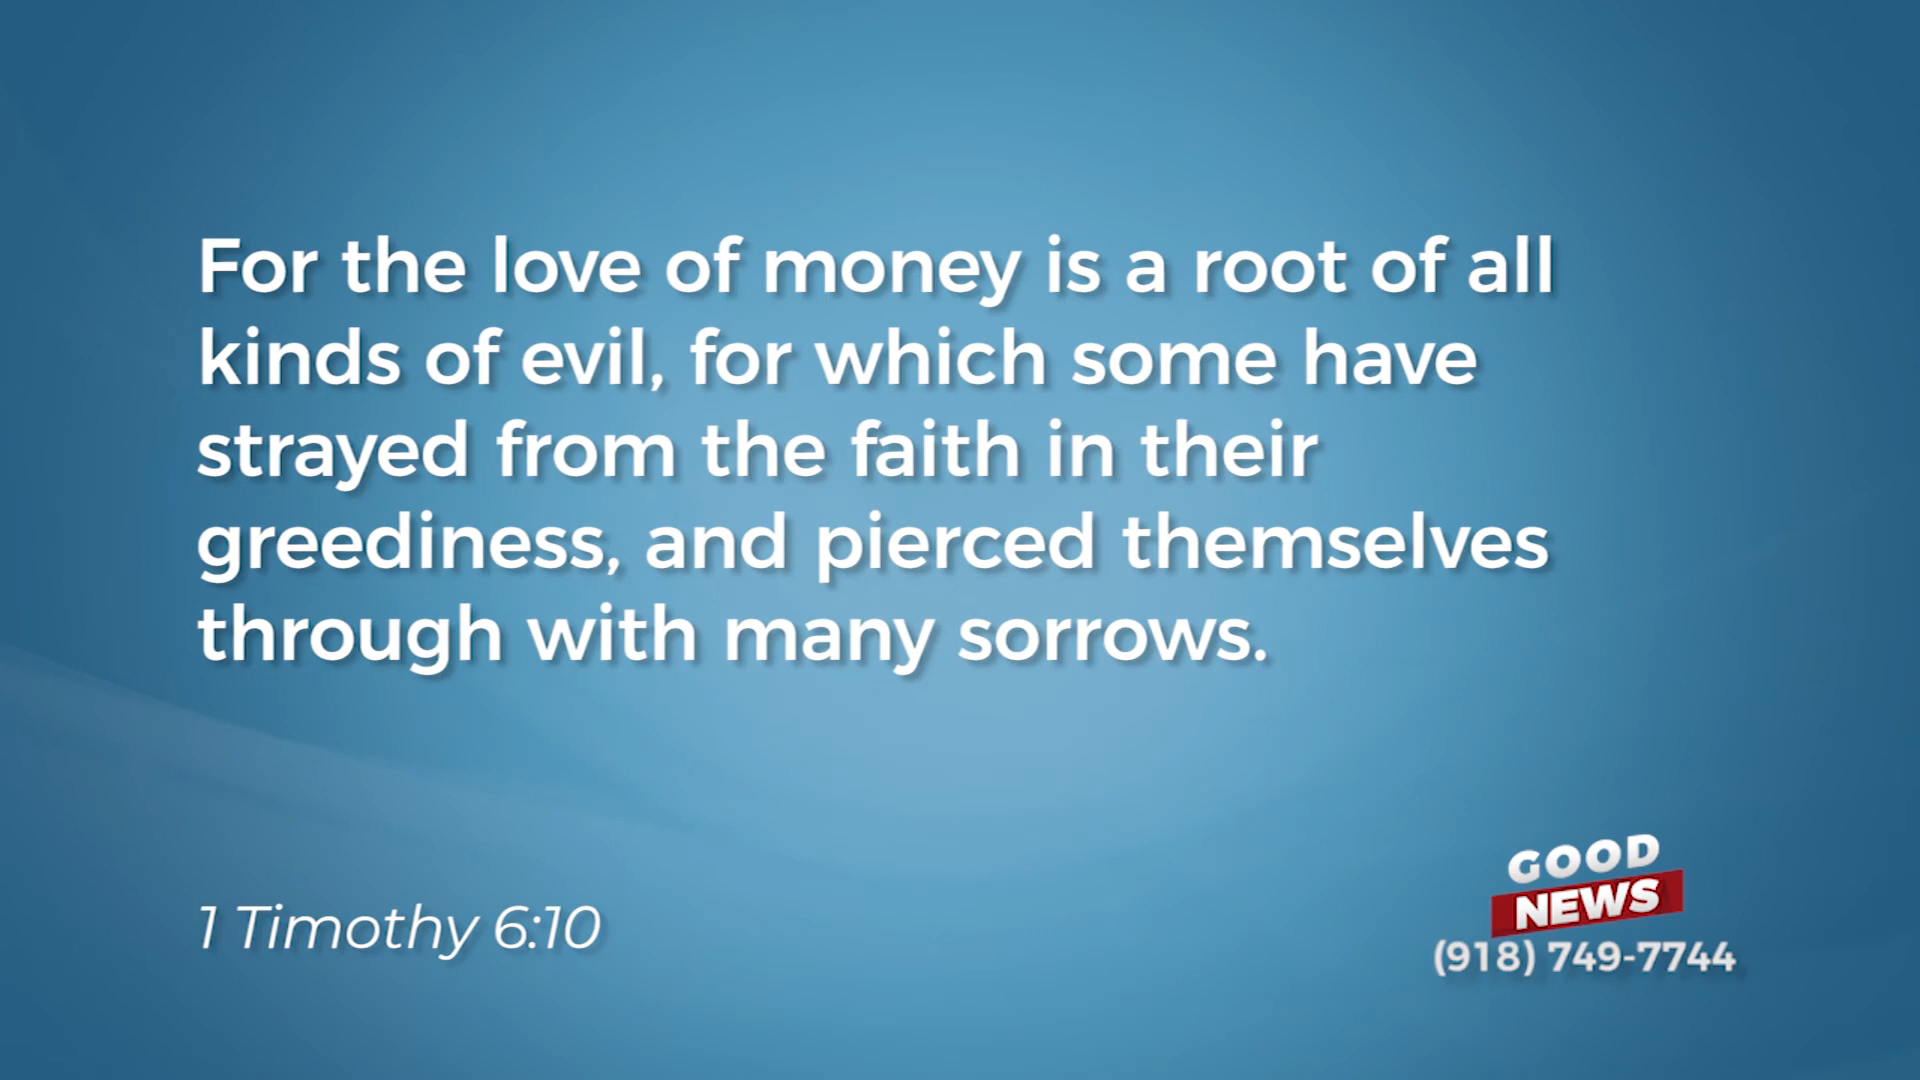 For the love of money is a root of all
kinds of evil, for which some have
strayed from the faith in their
greediness, and pierced themselves
through with many sorrows.
1 Timothy 6:10
GOOD
NEWS
(918) 749-7744